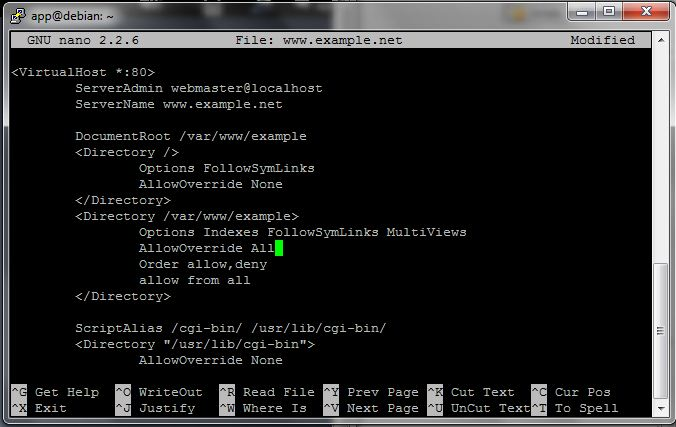 app@debian: ~
GNU nano 2.2.6 File: www.example.net Modified
<VirtualHost *:80>
ServerAdmin webmaster@localhost
ServerName www.example.net
DocumentRoot /var/www/example
<Directory />
Options FollowSymLinks
AllowOverride None
</Directory>
<Directory /var/www/example>
Options Indexes FollowSymLinks MultiViews
AllowOverride All
Order allow,deny
allow from all
</Directory>
ScriptAlias /cgi-bin/ /usr/lib/cgi-bin/
<Directory "/usr/lib/cgi-bin">
AllowOverride None
^G Get Help ^O WriteOut ^R Read File ^Y Prev Page ^K Cut Text ^C Cur Pos
^X Exit ^J Justify ^W Where Is ^V Next Page ^U UnCut Text ^T To Spell